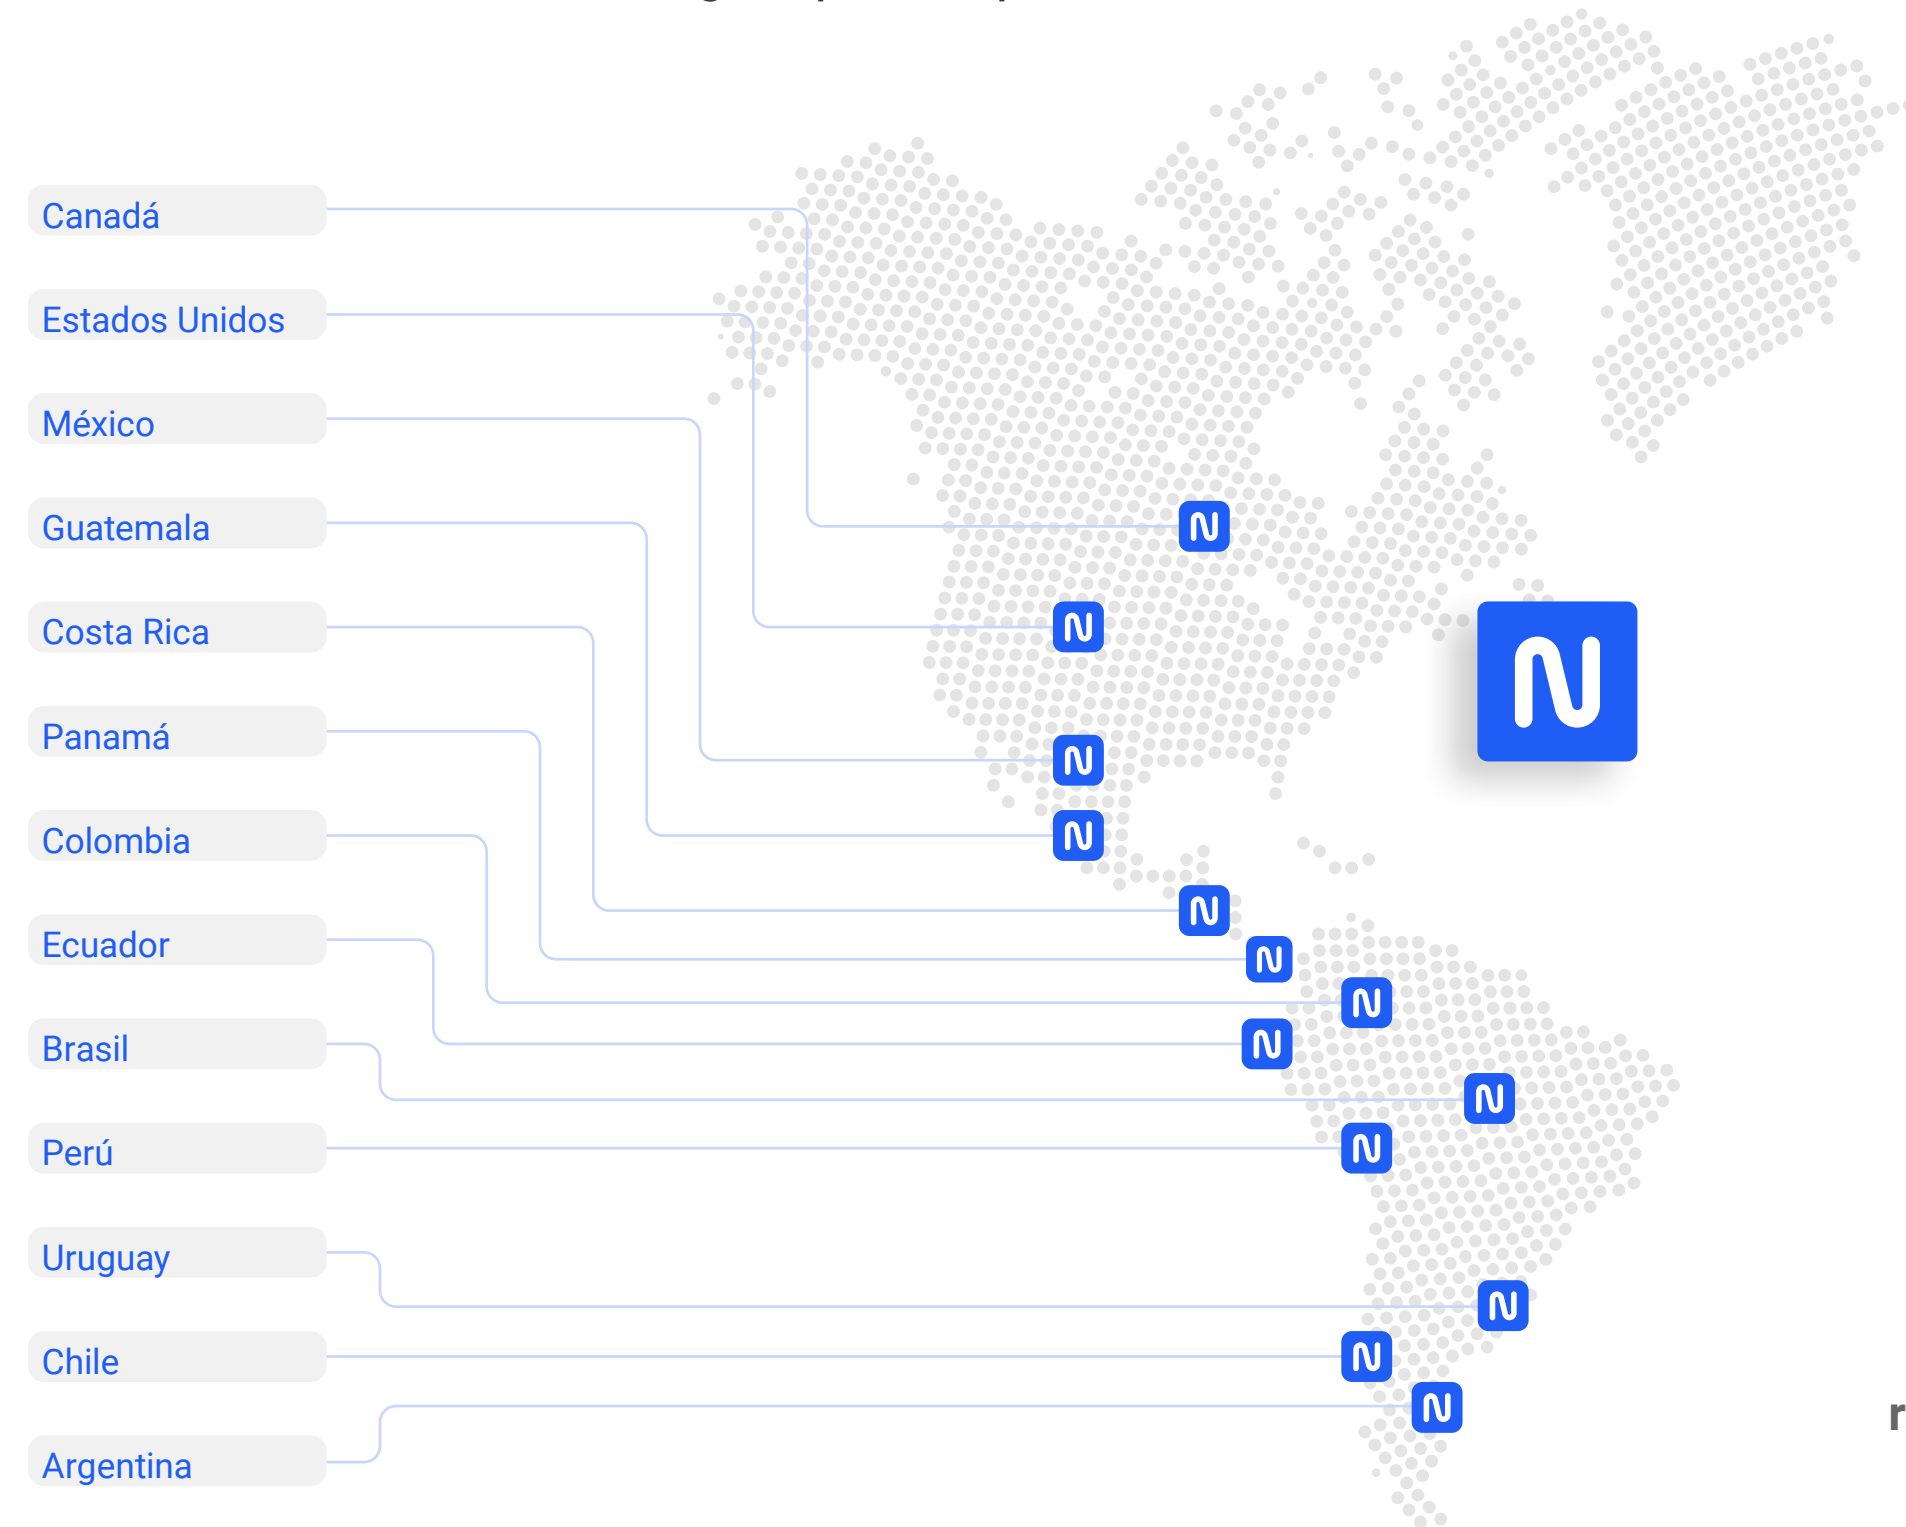 Canadá
Estados Unidos
México
Guatemala
Costa Rica
Panamá
Colombia
Ecuador
Brasil
Perú
Uruguay
Chile
Argentina